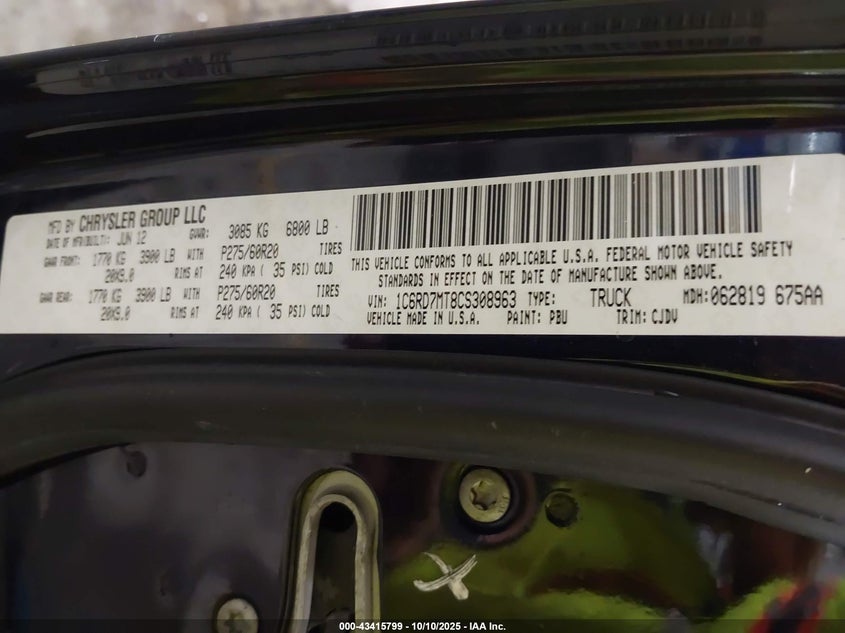 MFD BY CHRYSLER GROUP LLC
DATE OF MFR(BUILT): JUN 12 GVWR: 3085 KG 6800 LB
GAWR FRONT: 1770 KG 3900 LB WITH P275/60R20 TIRES
20X9.0 RIMS AT 240 KPA ( 35 PSI) COLD
GAWR REAR: 1770 KG 3900 LB WITH P275/60R20 TIRES
20X9.0 RIMS AT 240 KPA ( 35 PSI) COLD
THIS VEHICLE CONFORMS TO ALL APPLICABLE U.S.A. FEDERAL MOTOR VEHICLE SAFETY
STANDARDS IN EFFECT ON THE DATE OF MANUFACTURE SHOWN ABOVE.
VIN: 1C6RD7MT8CS308963 TYPE: TRUCK MDH: 062819 675AA
VEHICLE MADE IN U.S.A. PAINT: PBU TRIM: CJDV
000-43415799 - 10/10/2025 - IAA Inc.